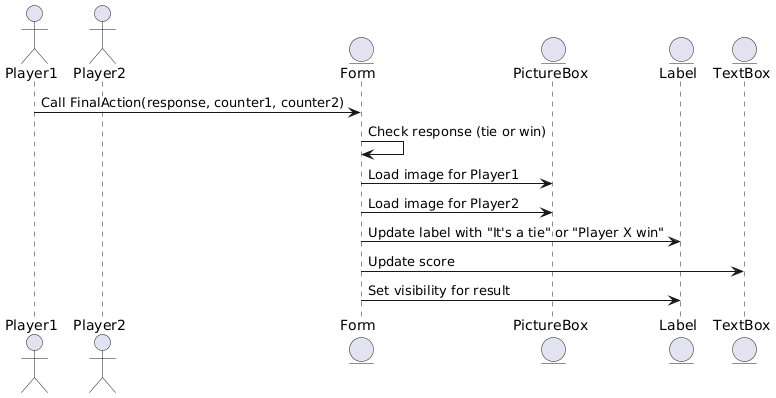 Player1 Player2 Form PictureBox Label TextBox
Call FinalAction(response, counter1, counter2)
Check response (tie or win)
Load image for Player1
Load image for Player2
Update label with "It's a tie" or "Player X win"
Update score
Set visibility for result
Player1 Player2 Form PictureBox Label TextBox